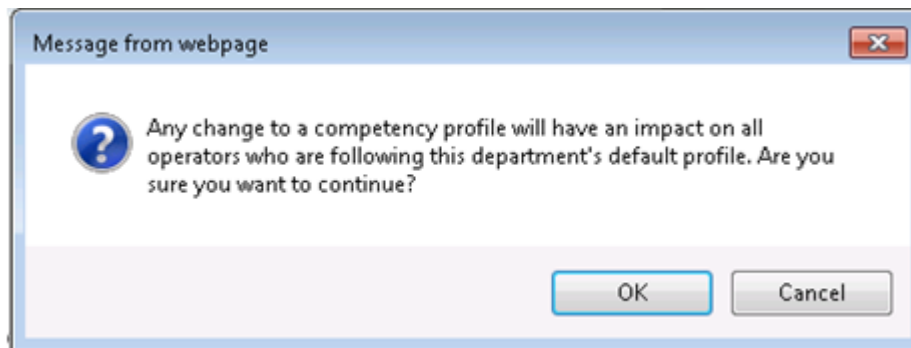 Message from webpage
Any change to a competency profile will have an impact on all
operators who are following this department's default profile. Are you
sure you want to continue?
OK
Cancel